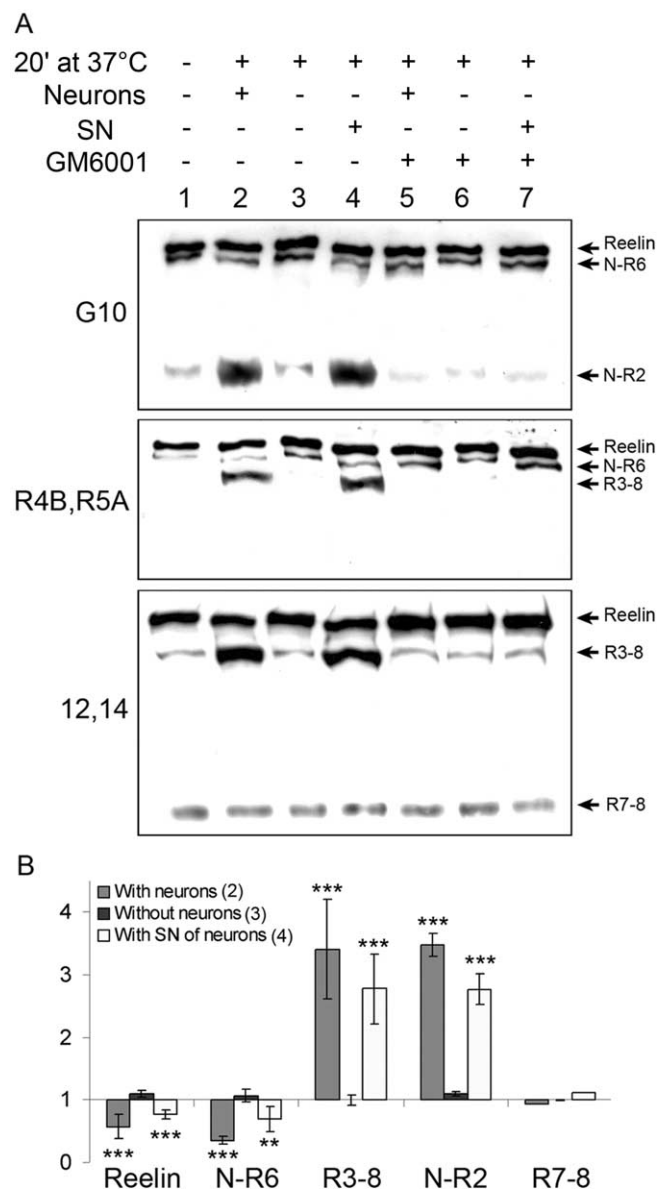 A
20' at 37°C - + + + + + +
Neurons - + - - + - -
SN - - - + - - +
GM6001 - - - - + + +
1 2 3 4 5 6 7
G10
Reelin
N-R6
N-R2
R4B,R5A
Reelin
N-R6
R3-8
12,14
Reelin
R3-8
R7-8
B
With neurons (2)
Without neurons (3)
With SN of neurons (4)
4
3
2
1
0
*** ***
*** **
*** ***
*** ***
Reelin N-R6 R3-8 N-R2 R7-8